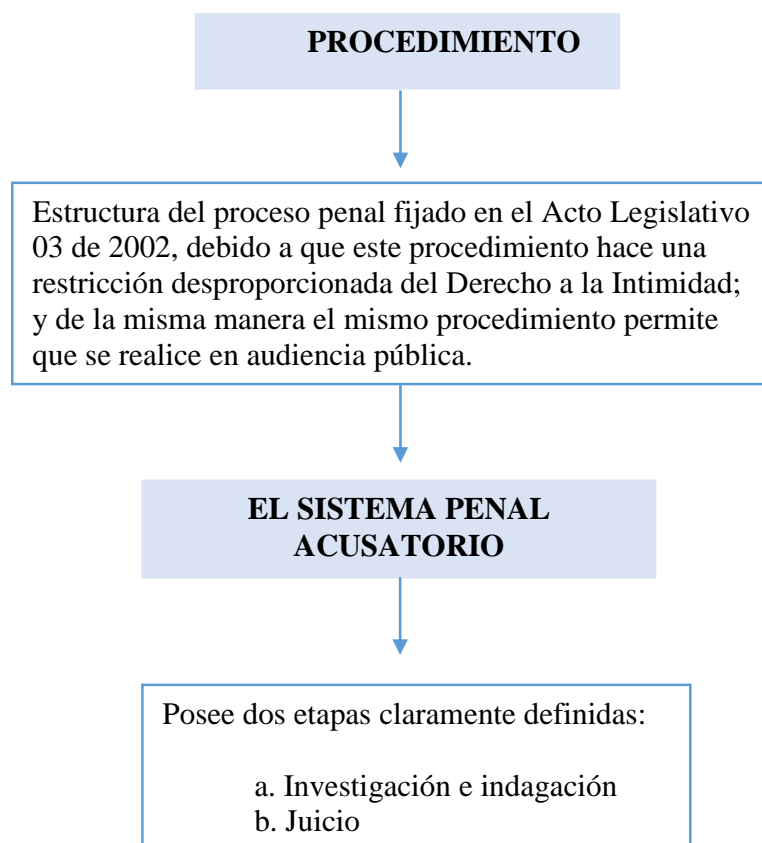 PROCEDIMIENTO
Estructura del proceso penal fijado en el Acto Legislativo
03 de 2002, debido a que este procedimiento hace una
restricción desproporcionada del Derecho a la Intimidad;
y de la misma manera el mismo procedimiento permite
que se realice en audiencia pública.
EL SISTEMA PENAL
ACUSATORIO
Posee dos etapas claramente definidas:
a. Investigación e indagación
b. Juicio